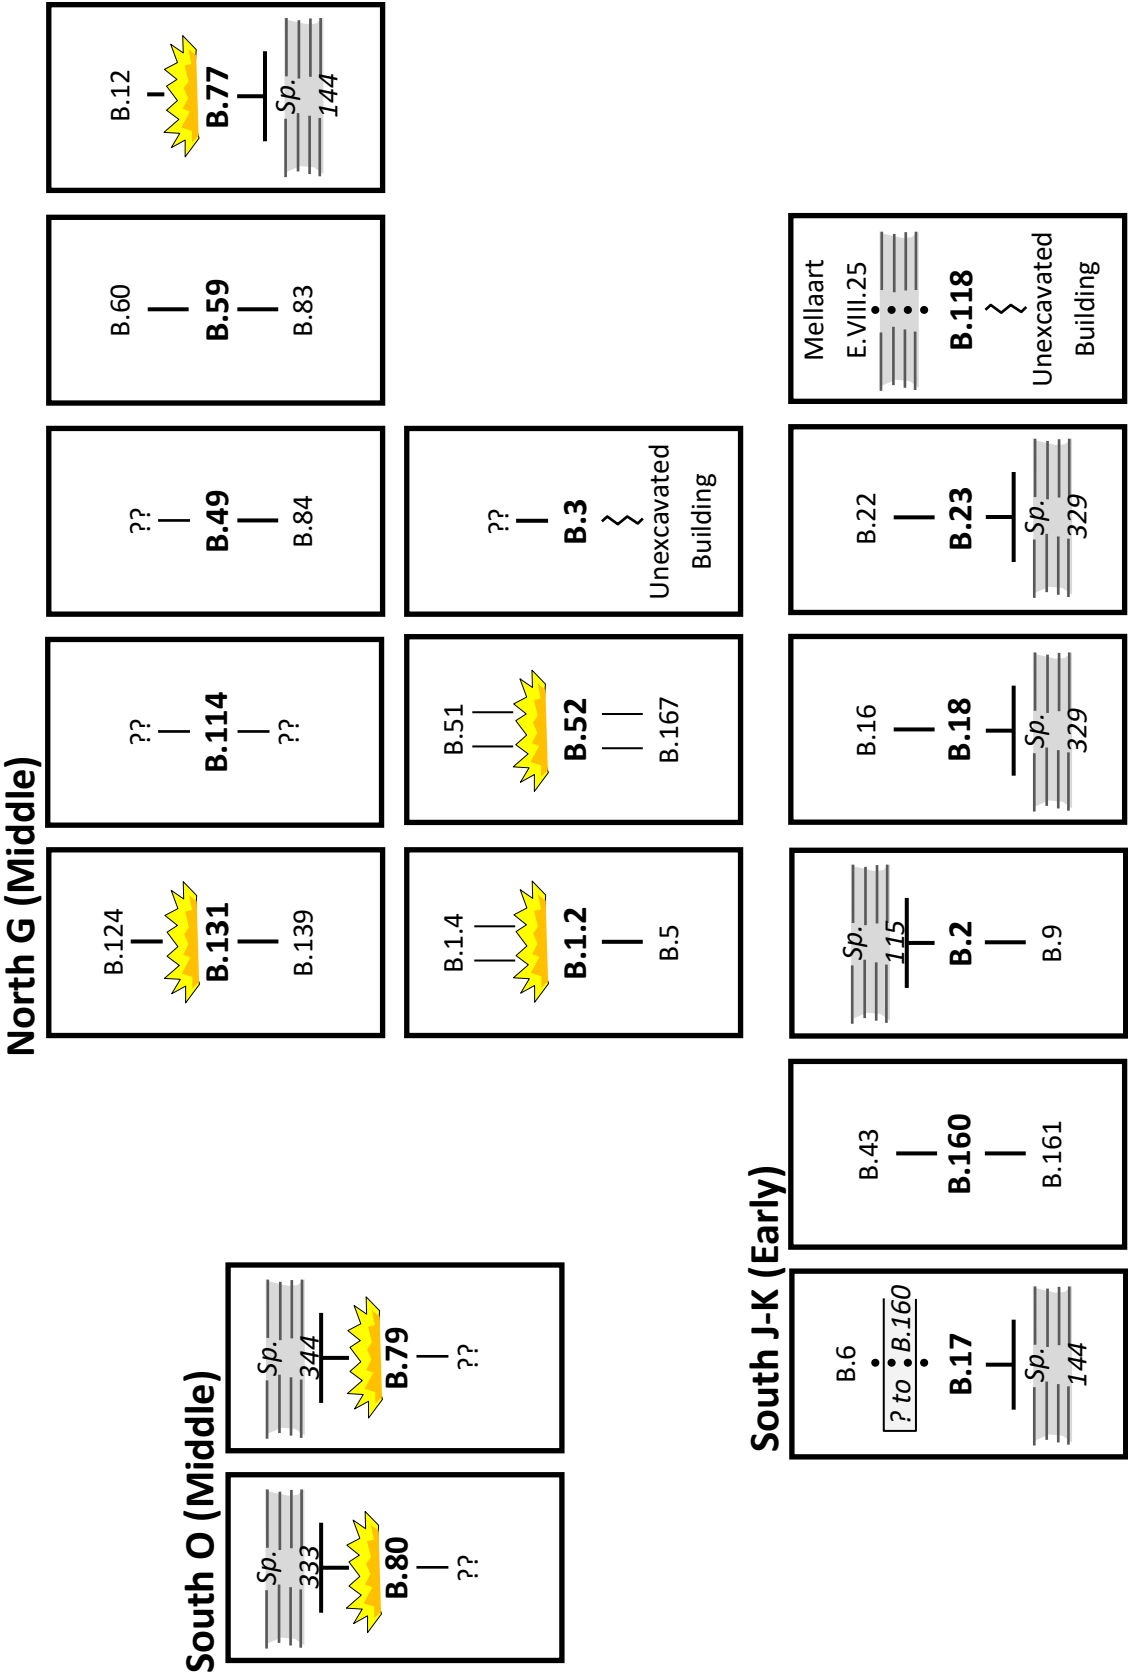 North G (Middle)
B.124
B.131
B.139
??
B.114
??
??
B.49
B.84
B.60
B.59
B.83
B.12
B.77
Sp.
144
B.1.4
B.1.2
B.5
B.51
B.52
B.167
??
B.3
Unexcavated
Building
South O (Middle)
Sp.
333
B.80
??
Sp.
344
B.79
??
South J-K (Early)
B.6
? to B.160
B.17
Sp.
144
B.43
B.160
B.161
Sp.
115
B.2
B.9
B.16
B.18
Sp.
329
B.22
B.23
Sp.
329
Mellaart
E.VIII.25
B.118
Unexcavated
Building